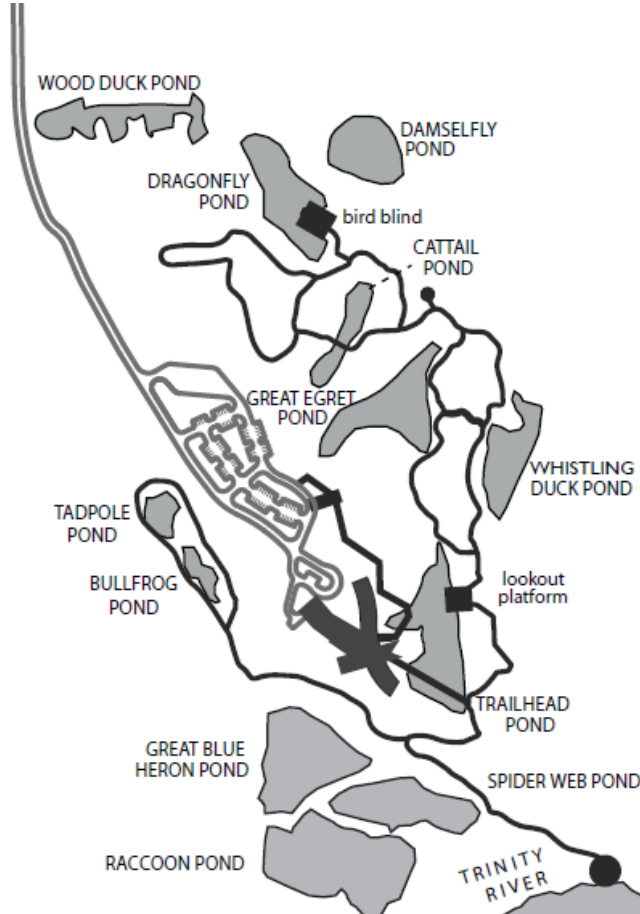 WOOD DUCK POND
DAMSELFLY
POND
DRAGONFLY
POND
bird blind
CATTAIL
POND
GREAT EGRET
POND
WHISTLING
DUCK POND
TADPOLE
POND
BULLFROG
POND
lookout
platform
TRAILHEAD
POND
GREAT BLUE
HERON POND
SPIDER WEB POND
RACCOON POND
TRINITY
RIVER